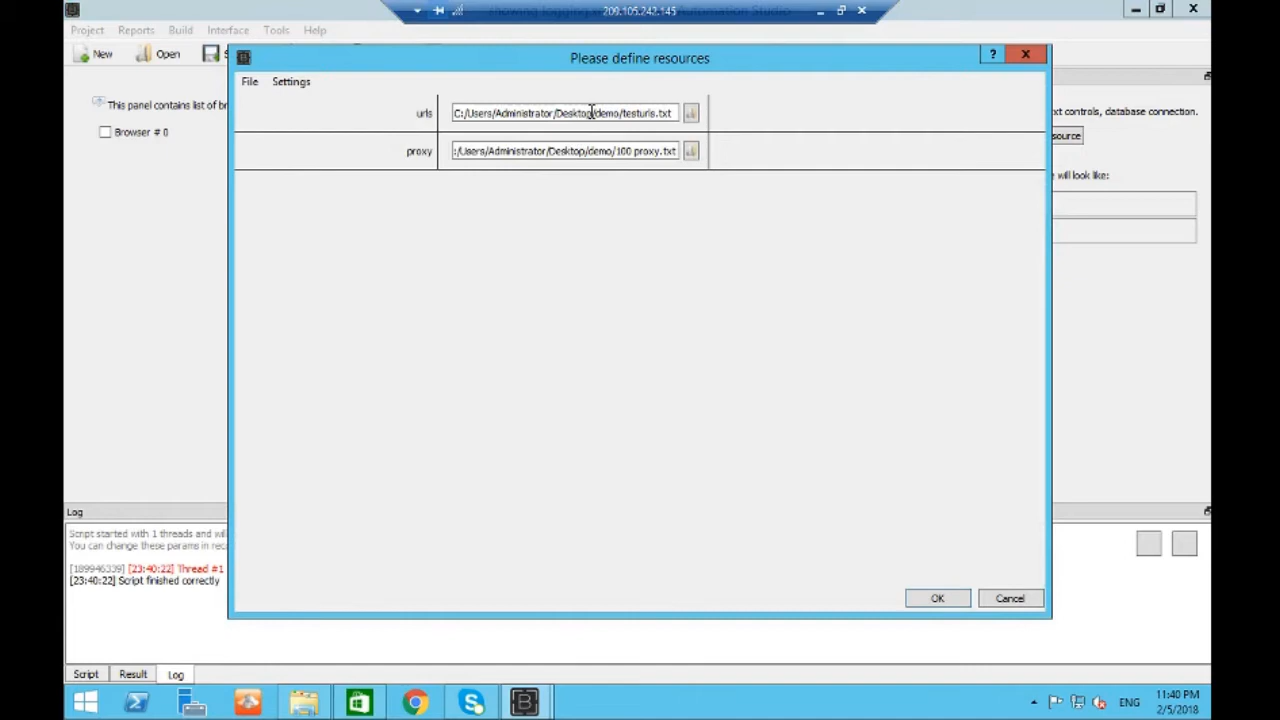 209.105.242.145
Automation Studio
Project Reports Build Interface Tools Help
New Open
Please define resources
?
File Settings
This panel contains list of br
Browser # 0
urls C:/Users/Administrator/Desktop/demo/testurls.txt
proxy :/Users/Administrator/Desktop/demo/100 proxy.txt
xt controls, database connection.
source
e will look like:
OK Cancel
Log
Script started with 1 threads and wil
You can change these params in rec
[189946339] [23:40:22] Thread #1
[23:40:22] Script finished correctly
Script Result Log
ENG
11:40 PM
2/5/2018